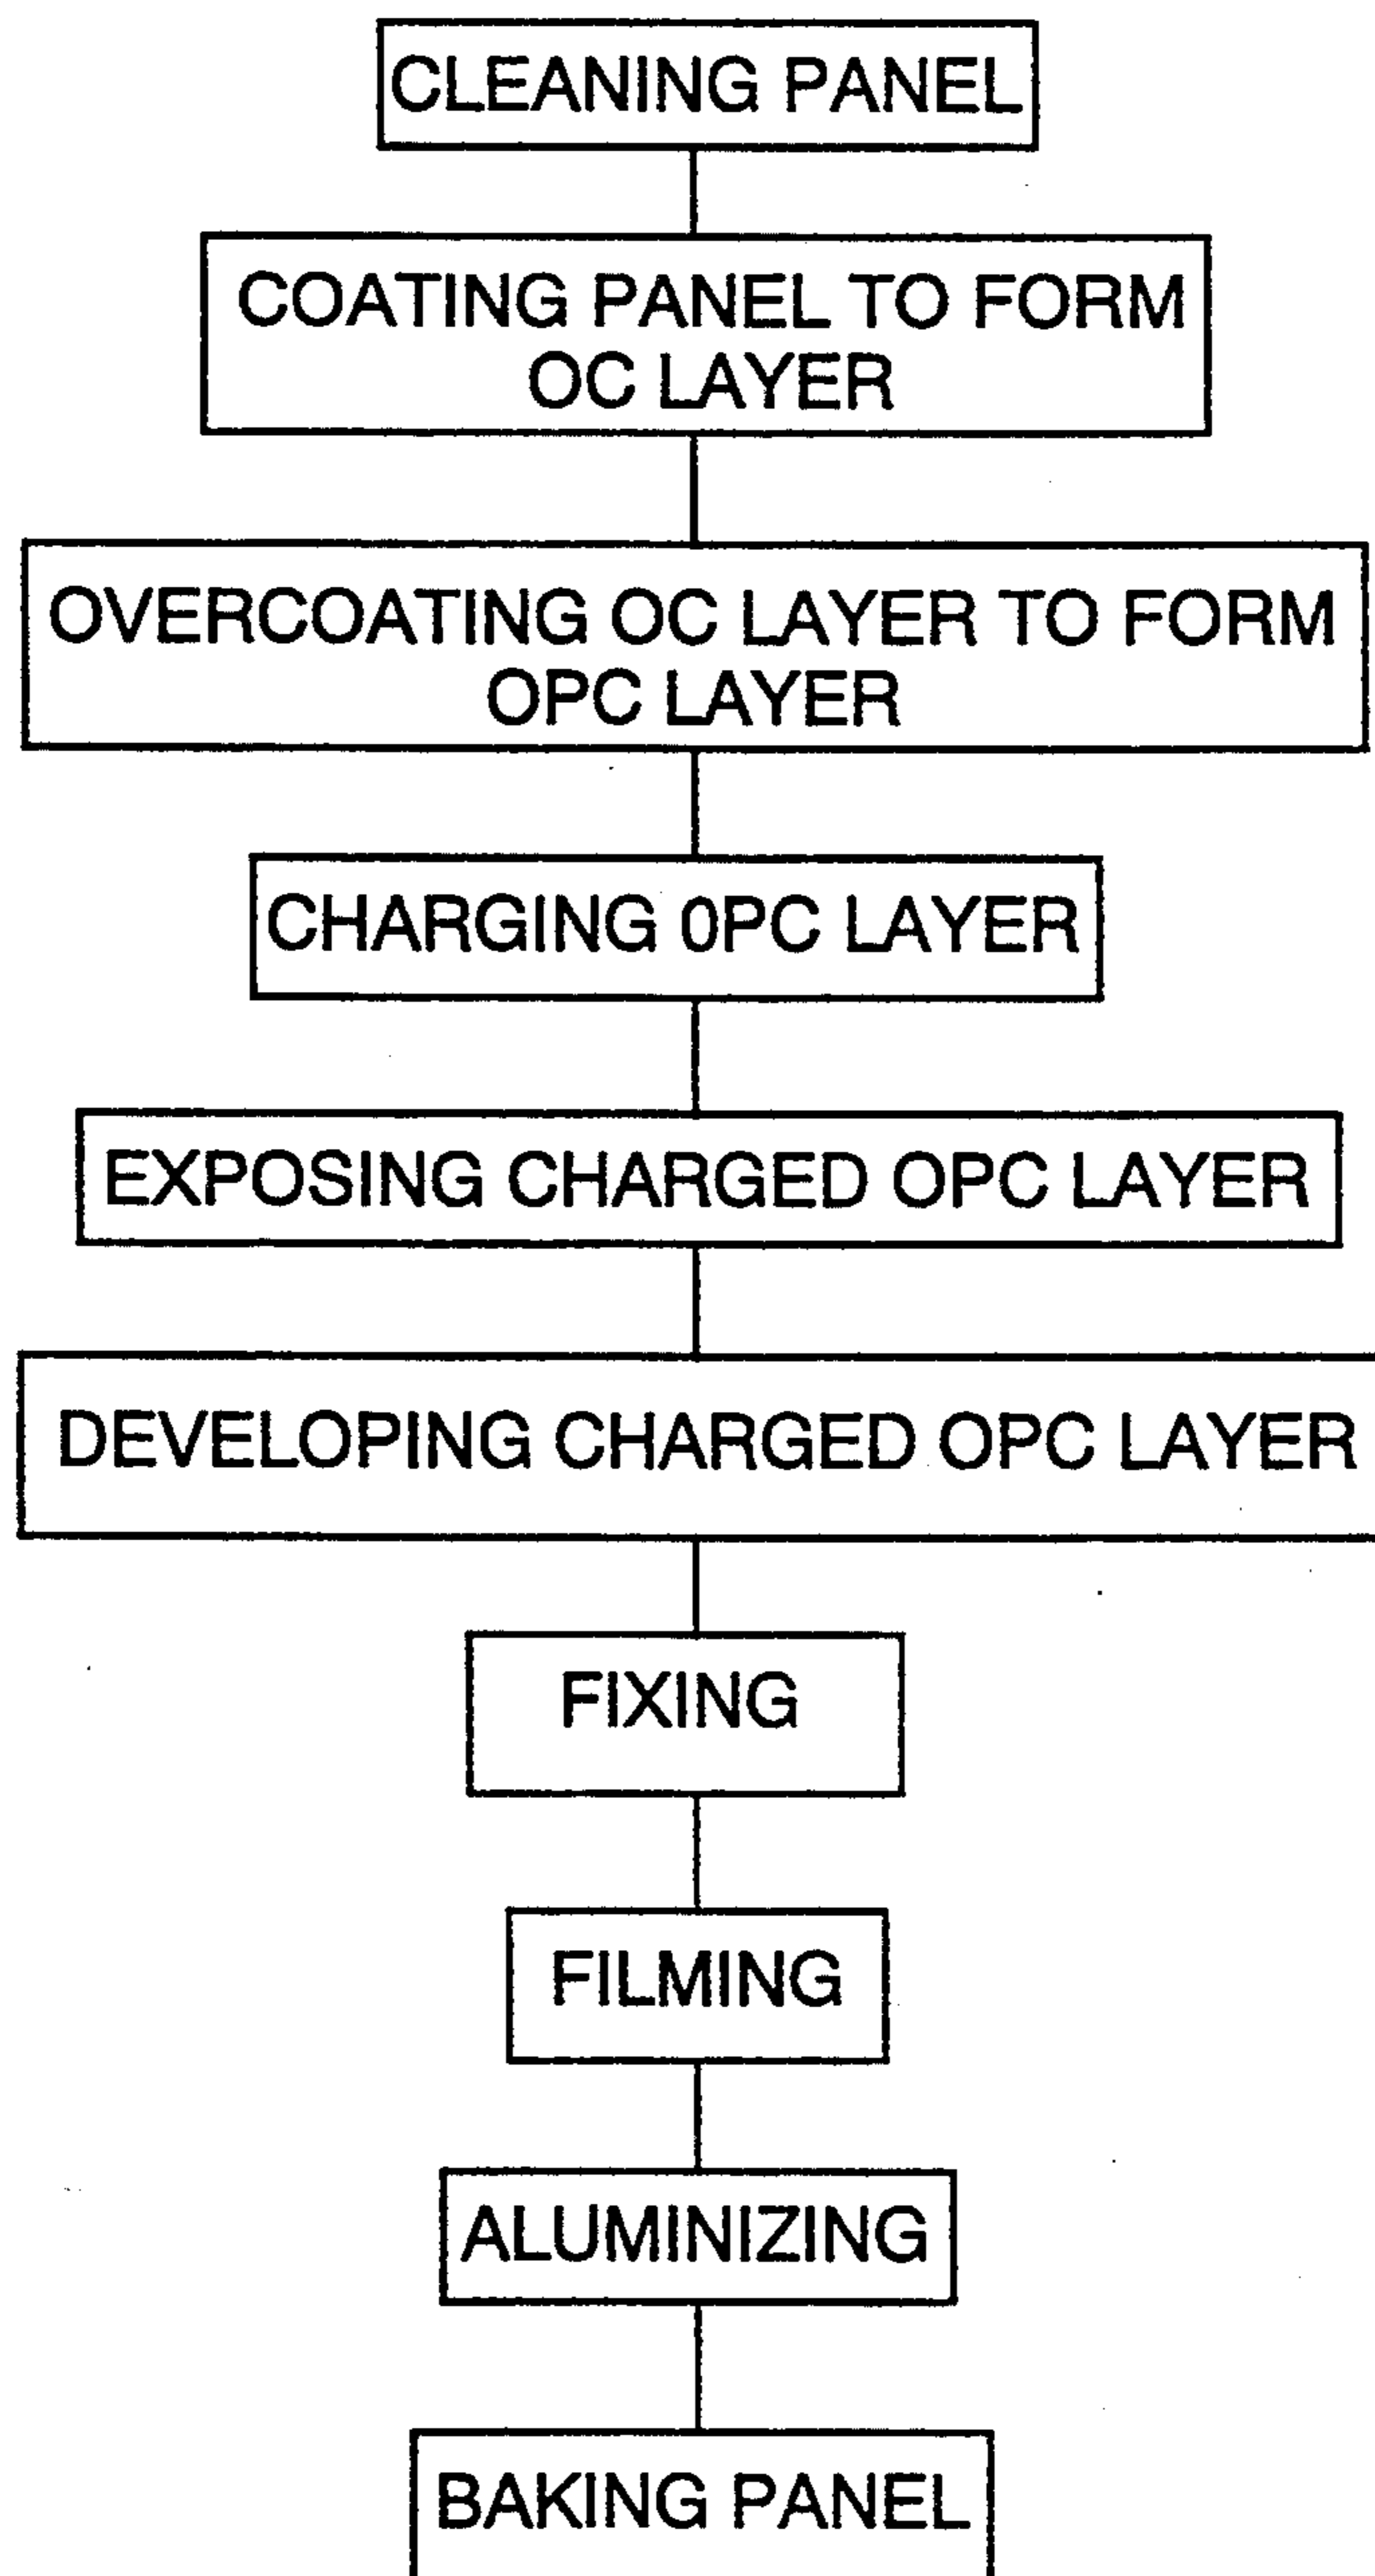 CLEANING PANEL
COATING PANEL TO FORM
OC LAYER
OVERCOATING OC LAYER TO FORM
OPC LAYER
CHARGING 0PC LAYER
EXPOSING CHARGED OPC LAYER
DEVELOPING CHARGED OPC LAYER
FIXING
FILMING
ALUMINIZING
BAKING PANEL